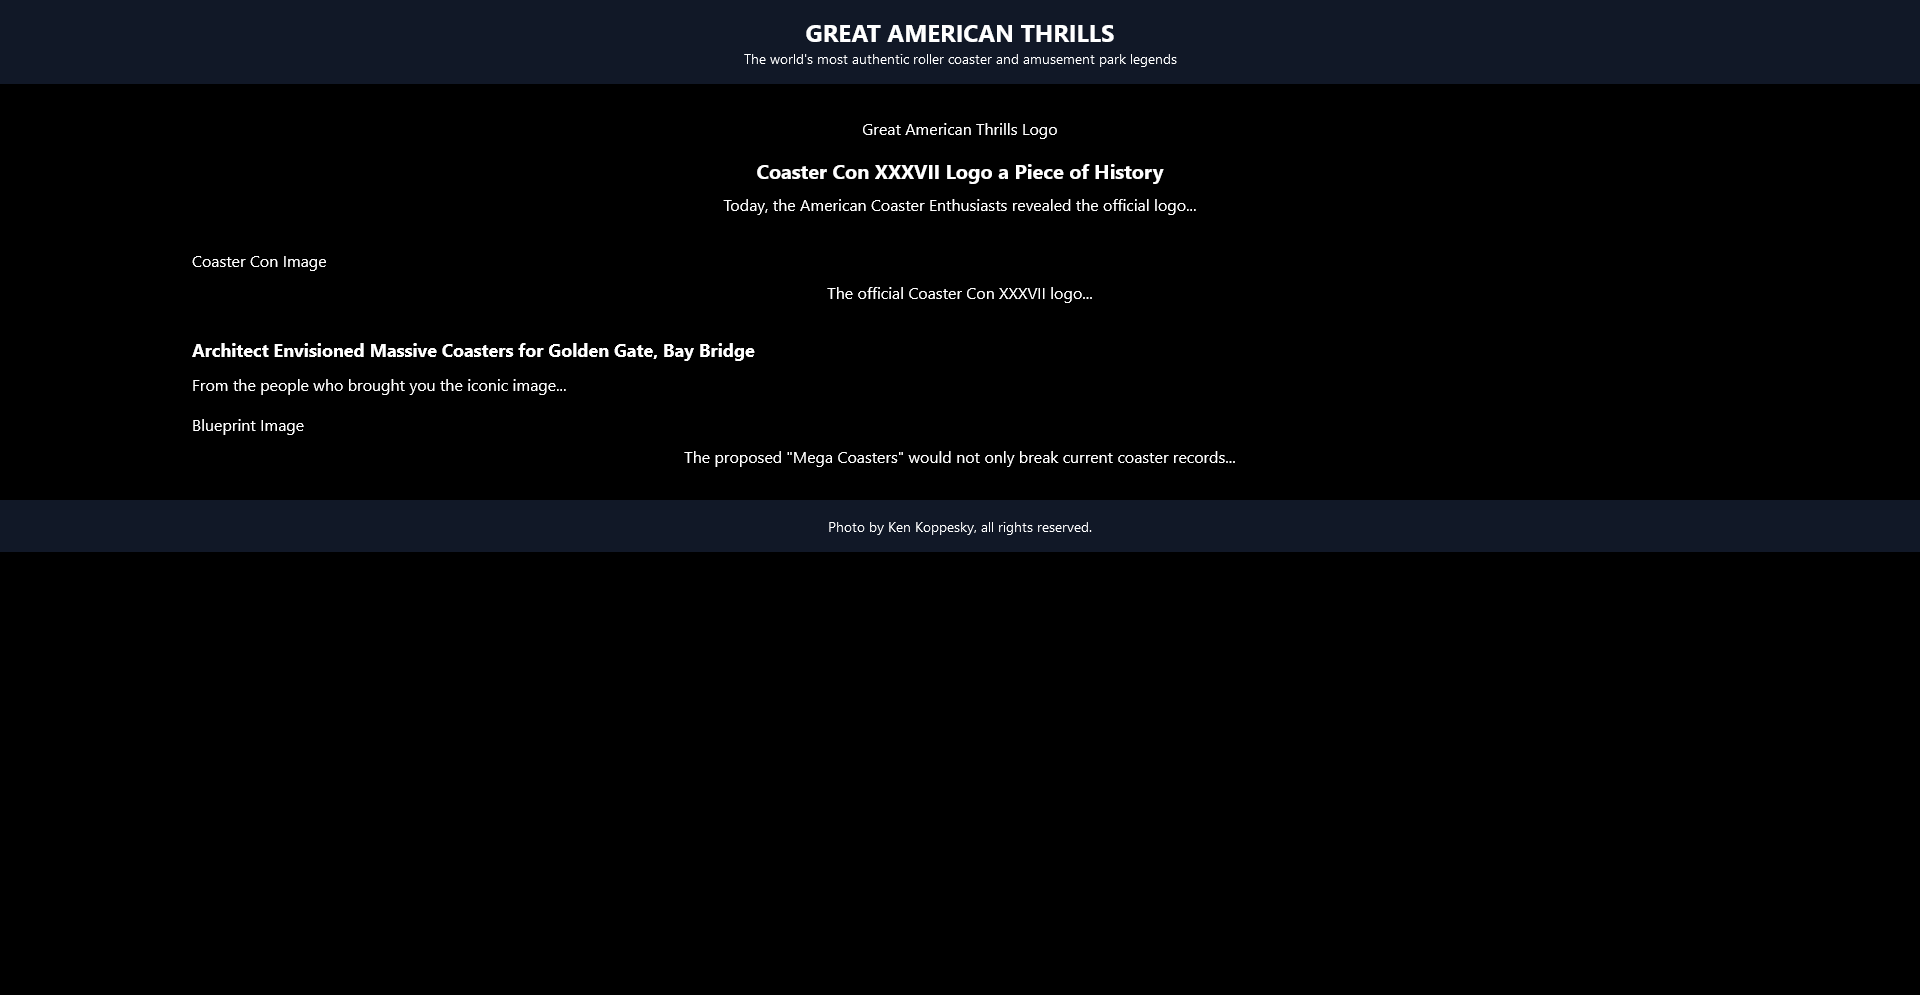 GREAT AMERICAN THRILLS
The world's most authentic roller coaster and amusement park legends
Great American Thrills Logo
Coaster Con XXXVII Logo a Piece of History
Today, the American Coaster Enthusiasts revealed the official logo...
Coaster Con Image
The official Coaster Con XXXVII logo...
Architect Envisioned Massive Coasters for Golden Gate, Bay Bridge
From the people who brought you the iconic image...
Blueprint Image
The proposed "Mega Coasters" would not only break current coaster records...
Photo by Ken Koppesky, all rights reserved.